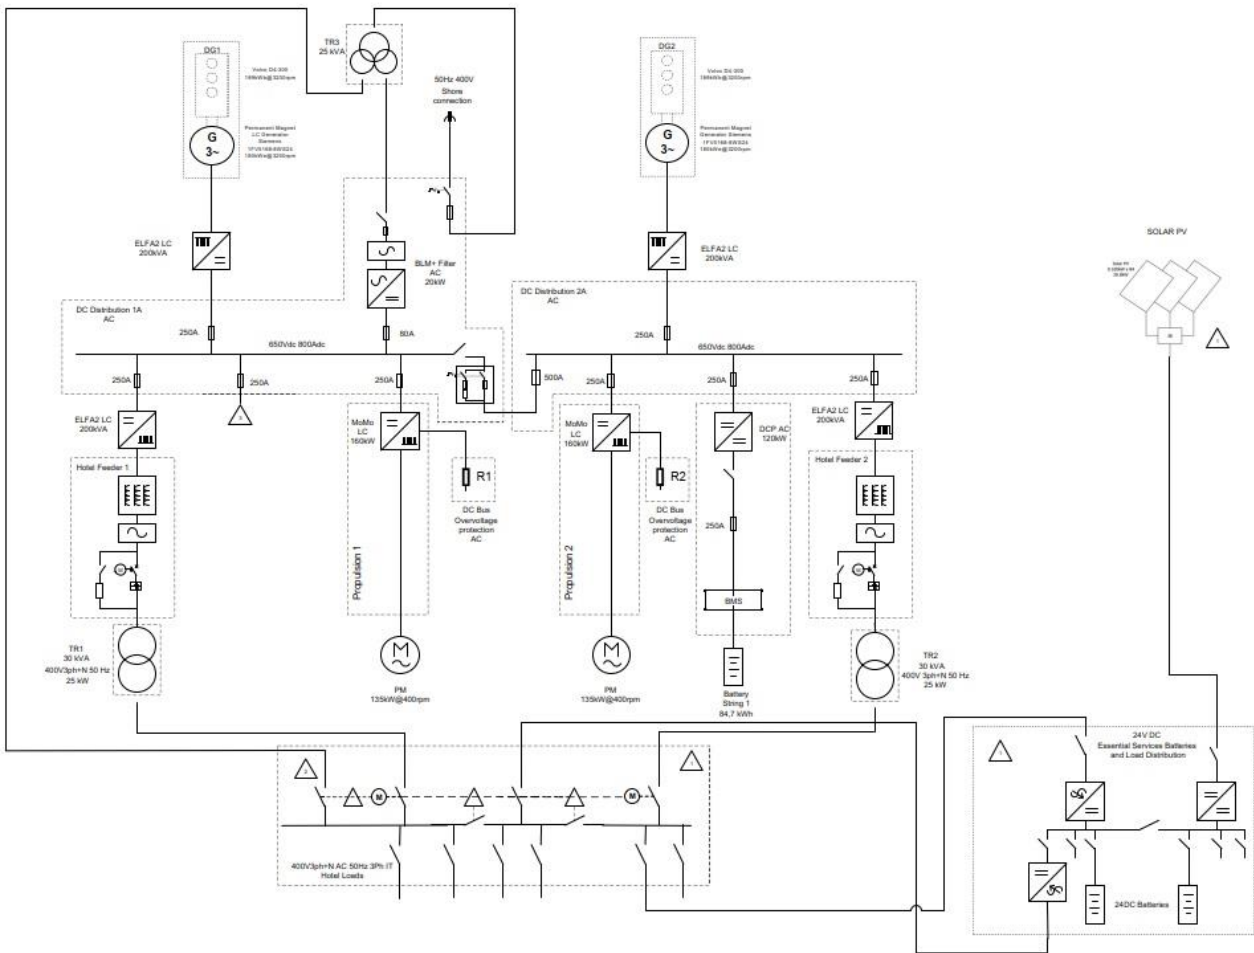 TR3
25 kVA
DG1
50Hz 400V
Shore
connection
DG2
Permanent Magnet
LC Generator
Siemens
Permanent Magnet
Generator Siemens
G
3~
G
3~
SOLAR PV
ELFA2 LC
200kVA
BLM+ Filter
AC
20kW
ELFA2 LC
200kVA
DC Distribution 1A
AC
DC Distribution 2A
AC
250A
80A
250A
650Vdc 800Adc
650Vdc 800Adc
250A
250A
250A
500A
250A
250A
250A
ELFA2 LC
200kVA
MoMo
LC
160kW
MoMo
LC
160kW
DCP AC
120kW
ELFA2 LC
200kVA
Hotel Feeder 1
R1
R2
Hotel Feeder 2
DC Bus
Overvoltage
protection
AC
DC Bus
Overvoltage
protection
AC
250A
Propulsion 1
Propulsion 2
BMS
TR1
30 kVA
400V3ph+N 50 Hz
25 kW
M
M
TR2
30 kVA
400V 3ph+N 50 Hz
25 kW
PM
135kW@400rpm
PM
135kW@400rpm
Battery
String 1
84,7 kWh
24V DC
Essential Services Batteries
and Load Distribution
M
M
400V3ph+N AC 50Hz 3Ph IT
Hotel Loads
24DC Batteries